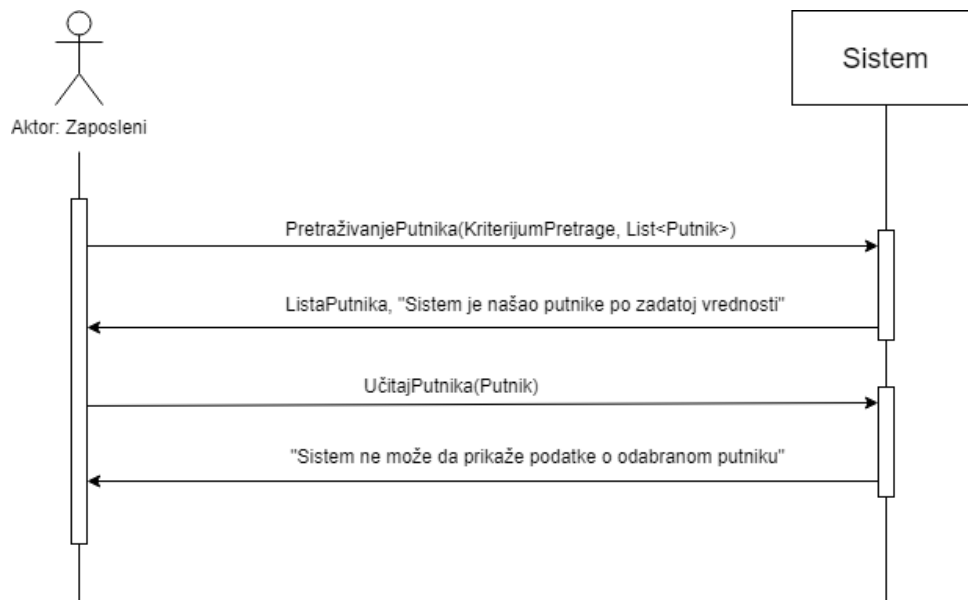 Sistem
Aktor: Zaposleni
PretraživanjePutnika(KriterijumPretrage, List<Putnik>)
ListaPutnika, "Sistem je našao putnike po zadatoj vrednosti"
UčitajPutnika(Putnik)
"Sistem ne može da prikaže podatke o odabranom putniku"